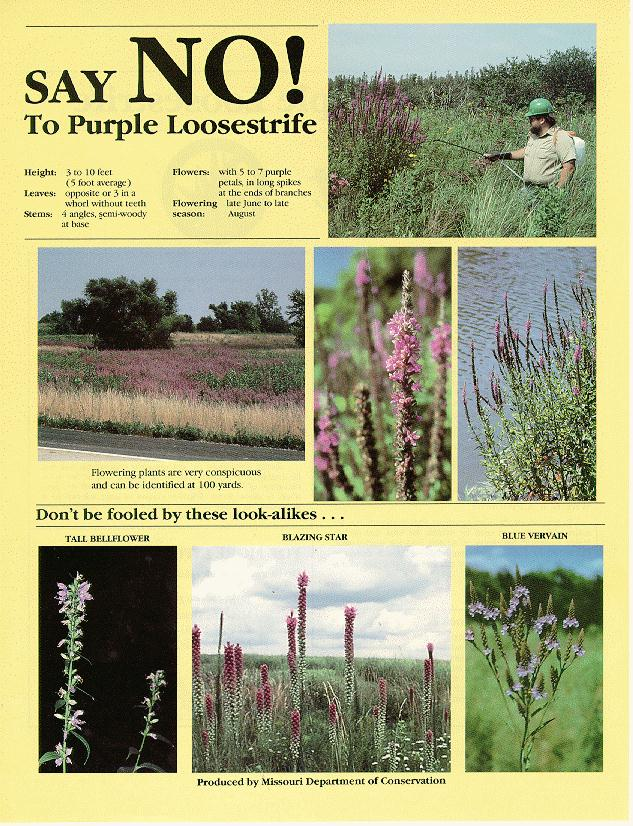 SAY NO!
To Purple Loosestrife
Height: 3 to 10 feet
(5 foot average)
Leaves: opposite or 3 in a
whorl without teeth
Stems: 4 angles, semi-woody
at base
Flowers: with 5 to 7 purple
petals, in long spikes
at the ends of branches
Flowering late June to late
season: August
Flowering plants are very conspicuous
and can be identified at 100 yards.
Don't be fooled by these look-alikes . . .
TALL BELLFLOWER
BLAZING STAR
BLUE VERVAIN
Produced by Missouri Department of Conservation